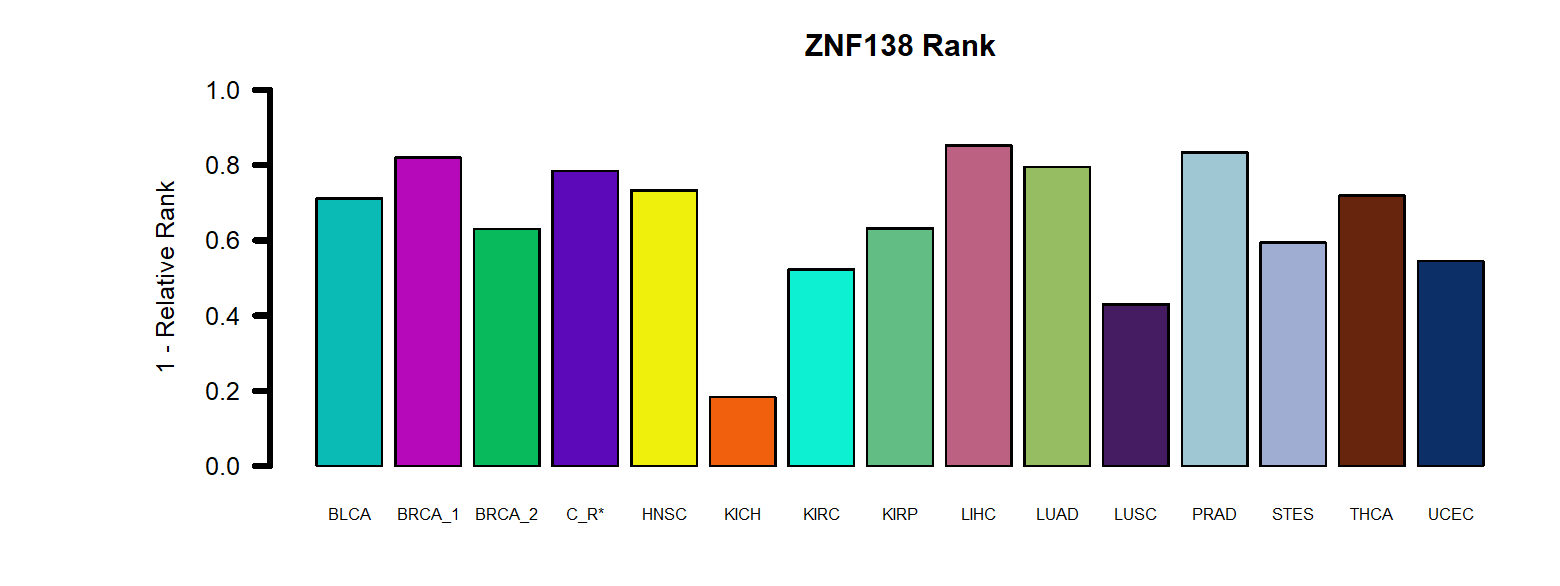 ZNF138 Rank
1 - Relative Rank
1.0
0.8
0.6
0.4
0.2
0.0
BLCA BRCA_1 BRCA_2 C_R* HNSC KICH KIRC KIRP LIHC LUAD LUSC PRAD STES THCA UCEC